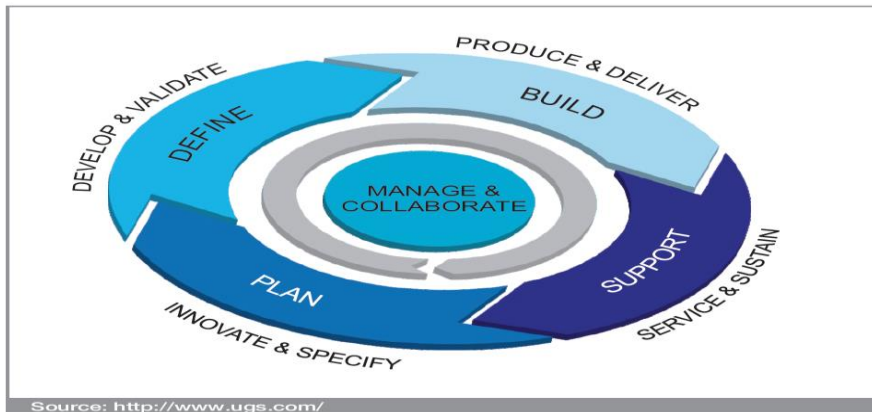 PRODUCE & DELIVER
BUILD
DEVELOP & VALIDATE
DEFINE
MANAGE &
COLLABORATE
SUPPORT
SERVICE & SUSTAIN
PLAN
INNOVATE & SPECIFY
Source: http://www.ugs.com/